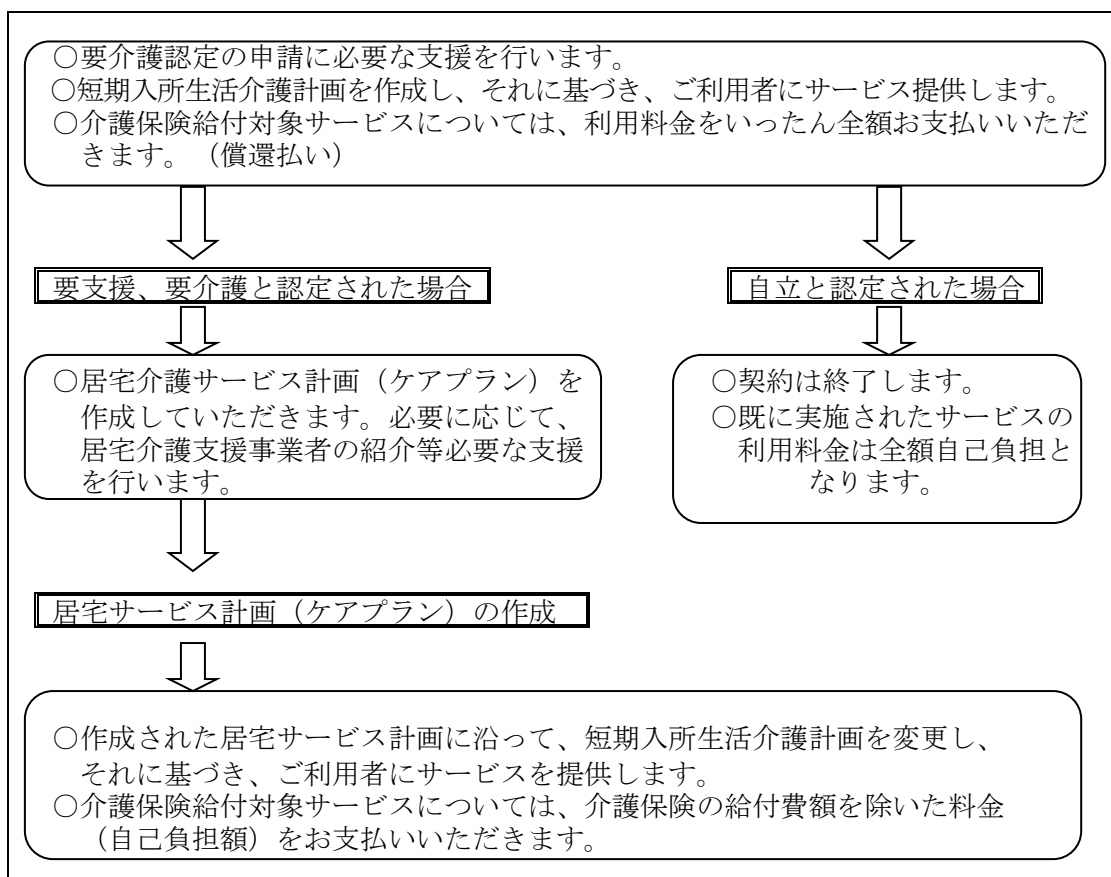 ○要介護認定の申請に必要な支援を行います。
○短期入所生活介護計画を作成し、それに基づき、ご利用者にサービス提供します。
○介護保険給付対象サービスについては、利用料金をいったん全額お支払いいただ
きます。（償還払い）
要支援、要介護と認定された場合
自立と認定された場合
○居宅介護サービス計画（ケアプラン）を
作成していただきます。必要に応じて、
居宅介護支援事業者の紹介等必要な支援
を行います。
○契約は終了します。
○既に実施されたサービスの
利用料金は全額自己負担と
なります。
居宅サービス計画（ケアプラン）の作成
○作成された居宅サービス計画に沿って、短期入所生活介護計画を変更し、
それに基づき、ご利用者にサービスを提供します。
○介護保険給付対象サービスについては、介護保険の給付費額を除いた料金
（自己負担額）をお支払いいただきます。